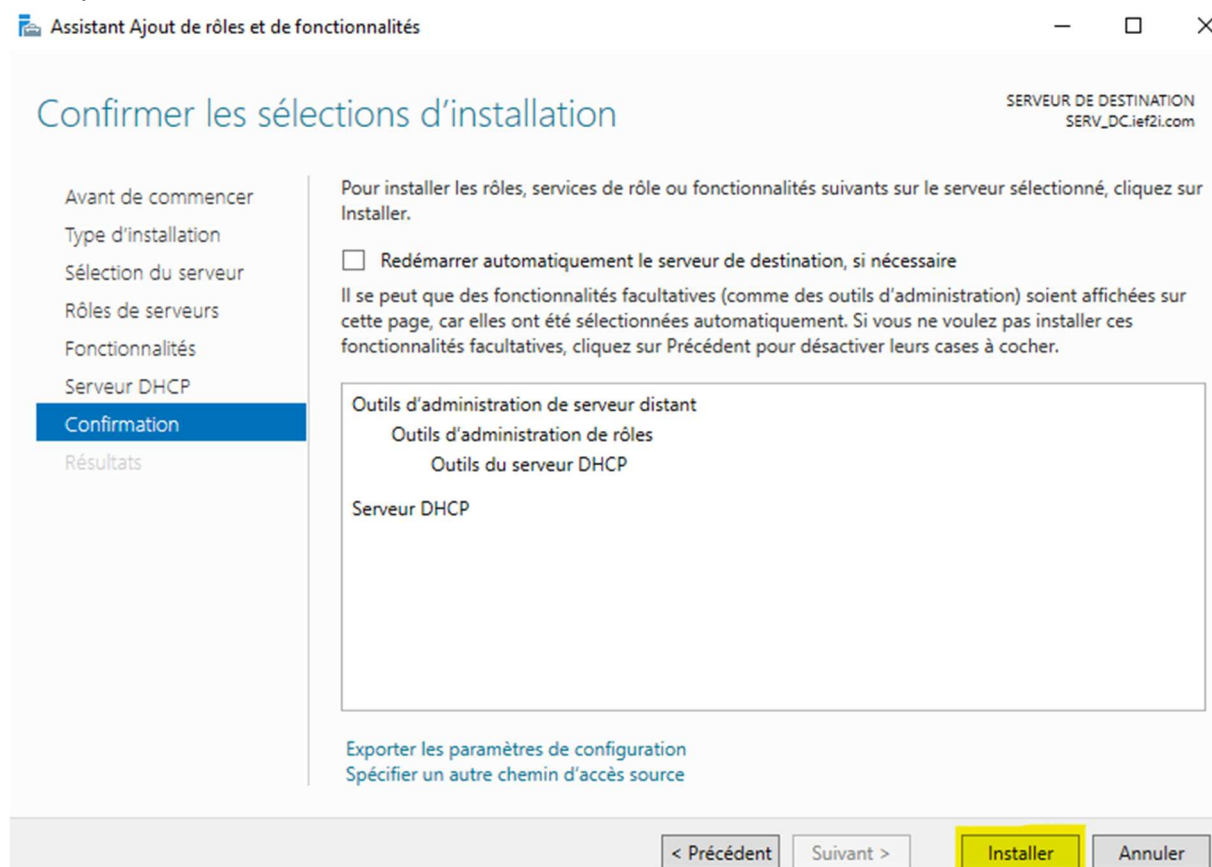 Assistant Ajout de rôles et de fonctionnalités
Confirmer les sélections d'installation
SERVEUR DE DESTINATION
SERV_DC.ief2i.com
Avant de commencer
Type d'installation
Sélection du serveur
Rôles de serveurs
Fonctionnalités
Serveur DHCP
Confirmation
Résultats
Pour installer les rôles, services de rôle ou fonctionnalités suivants sur le serveur sélectionné, cliquez sur
Installer.
Redémarrer automatiquement le serveur de destination, si nécessaire
Il se peut que des fonctionnalités facultatives (comme des outils d'administration) soient affichées sur
cette page, car elles ont été sélectionnées automatiquement. Si vous ne voulez pas installer ces
fonctionnalités facultatives, cliquez sur Précédent pour désactiver leurs cases à cocher.
Outils d'administration de serveur distant
Outils d'administration de rôles
Outils du serveur DHCP
Serveur DHCP
Exporter les paramètres de configuration
Spécifier un autre chemin d'accès source
< Précédent
Suivant >
Installer
Annuler